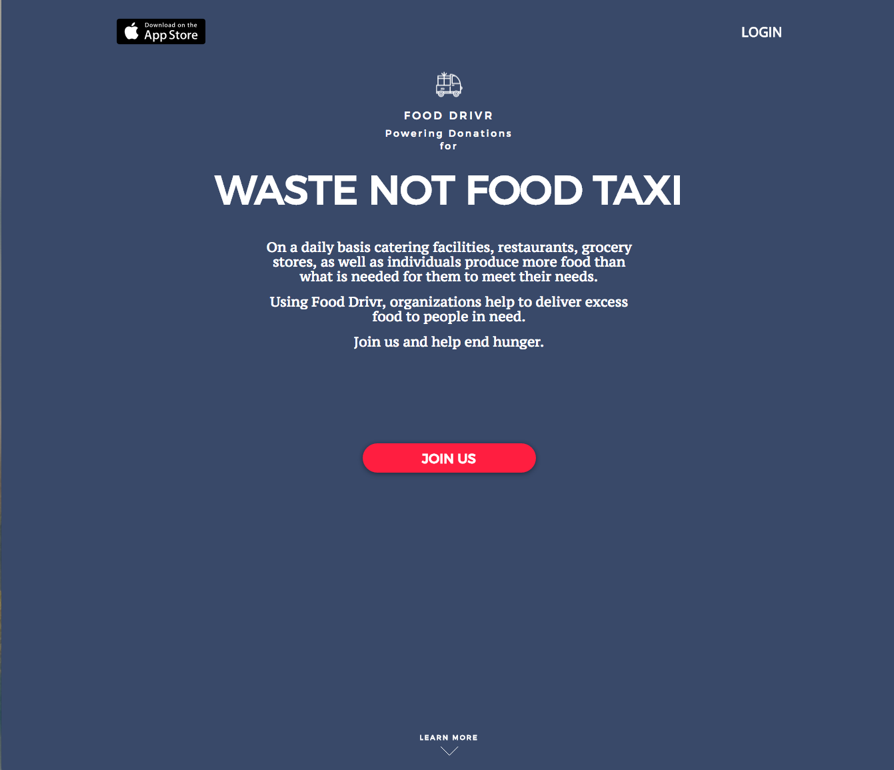 Download on the
App Store
LOGIN
FOOD DRIVR
Powering Donations
for
WASTE NOT FOOD TAXI
On a daily basis catering facilities, restaurants, grocery
stores, as well as individuals produce more food than
what is needed for them to meet their needs.
Using Food Drivr, organizations help to deliver excess
food to people in need.
Join us and help end hunger.
JOIN US
LEARN MORE